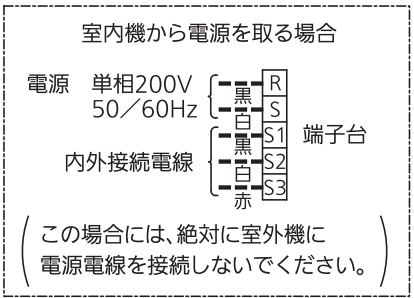 室内機から電源を取る場合
電源 単相200V
50／60Hz
内外接続電線
黒
白
黒
白
赤
R
S
S1
S2
S3
端子台
(この場合には、絶対に室外機に
電源電線を接続しないでください。)